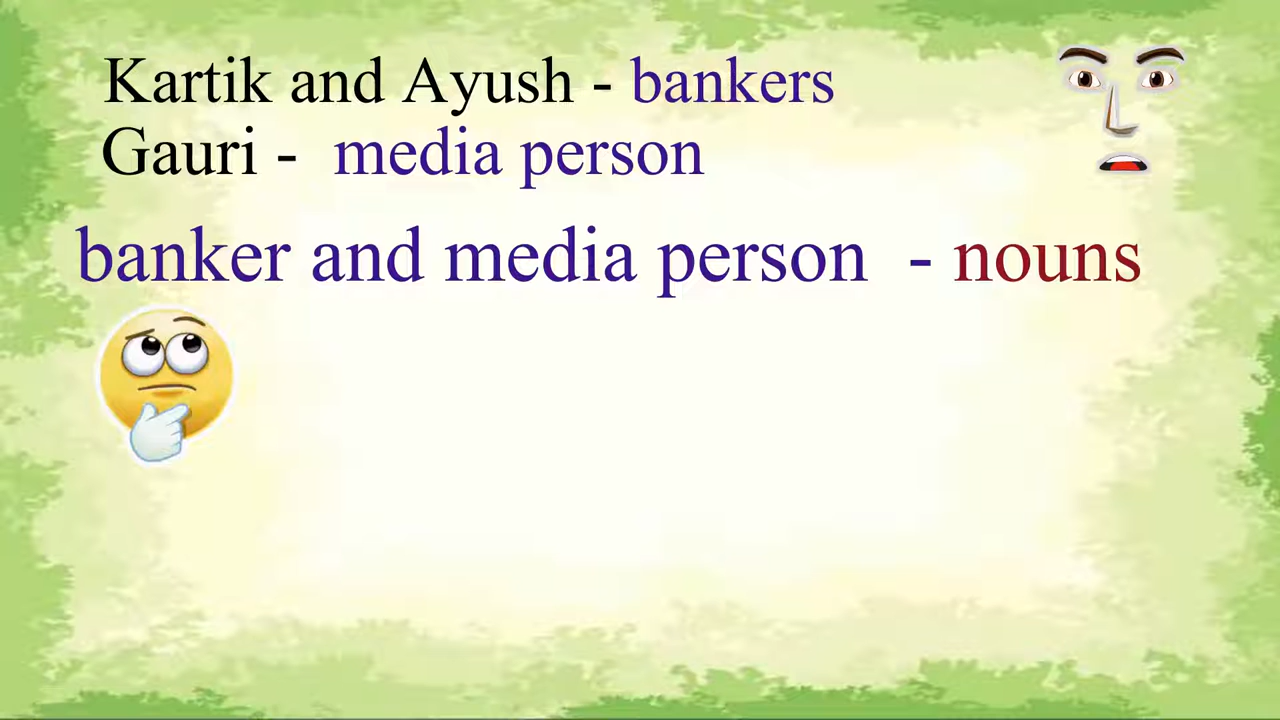 Kartik and Ayush - bankers
Gauri - media person
banker and media person - nouns